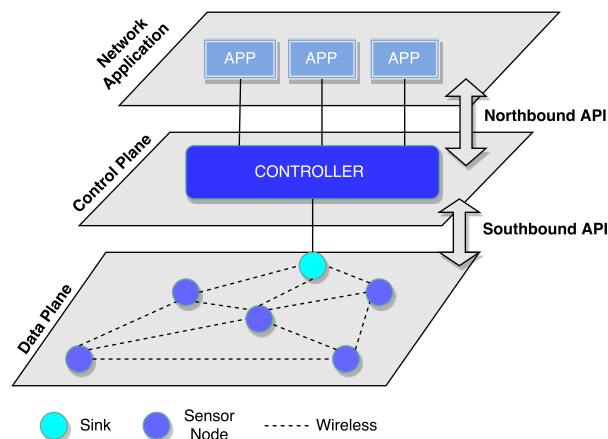 Network
Application
APP
APP
APP
Northbound API
Control Plane
CONTROLLER
Southbound API
Data Plane
Sink
Sensor
Node
Wireless